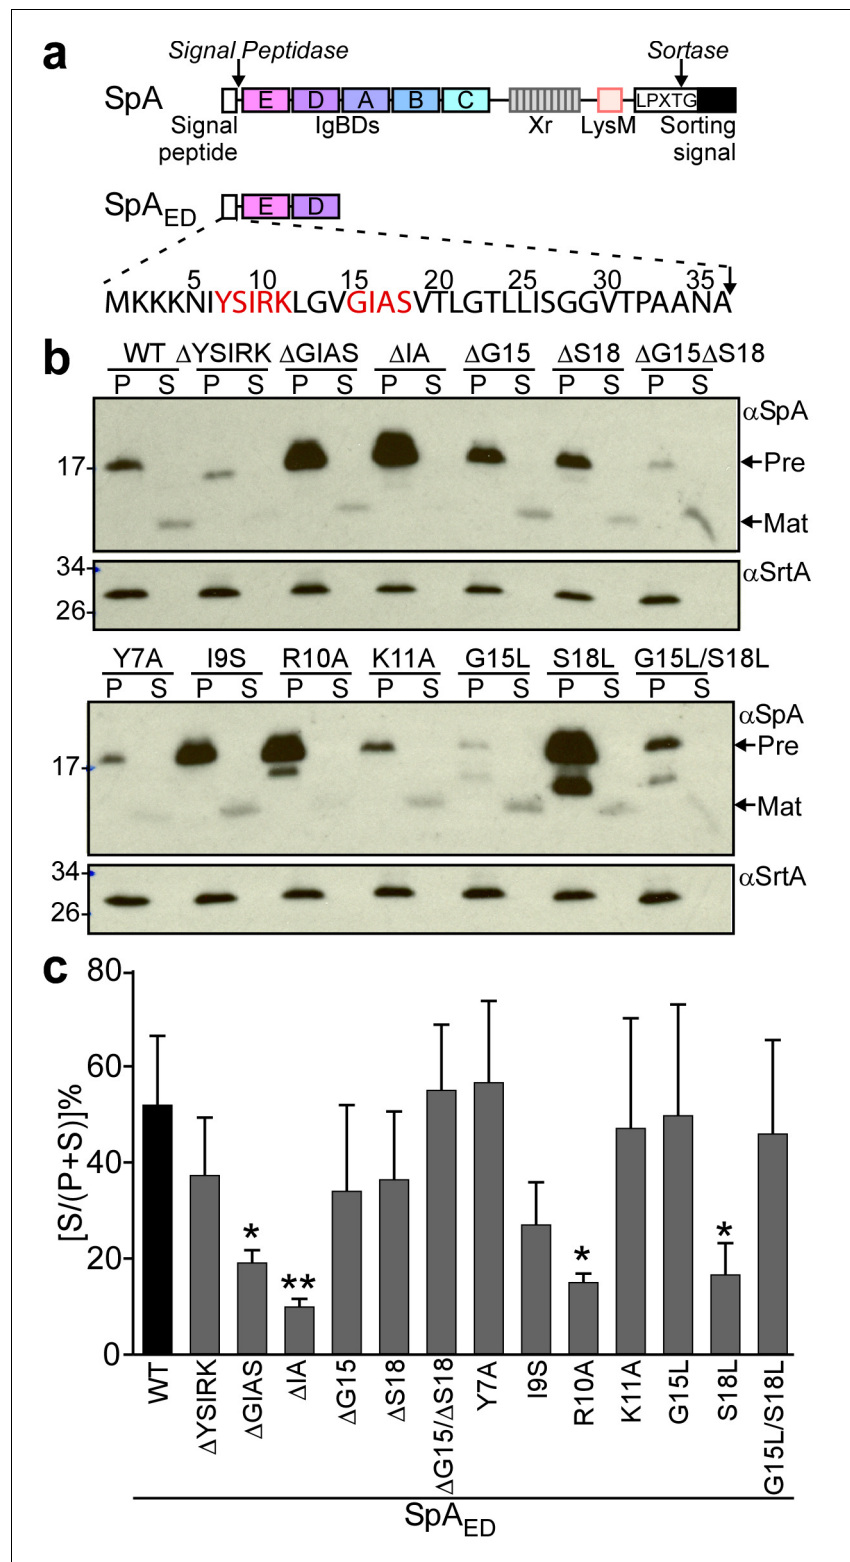 a
Signal Peptidase Sortase
SpA E D A B C LPXTG
Signal peptide IgBDs Xr LysM Sorting signal
SpAED E D
5 10 15 20 25 30 35
MKKKNIYSIRKLGVGIASVTLGTLLISGGVTPAANA
b
WT ΔYSIRK ΔGIAS ΔIA ΔG15 ΔS18 ΔG15ΔS18
P S P S P S P S P S P S P S
αSpA
17 Pre
Mat
34 αSrtA
26
Y7A I9S R10A K11A G15L S18L G15L/S18L
P S P S P S P S P S P S P S
αSpA
Pre
17
Mat
34 αSrtA
26
c
[S/(P+S)]%
80
60
40
20
0
* ** * *
WT ΔYSIRK ΔGIAS ΔIA ΔG15 ΔS18 ΔG15/ΔS18 Y7A I9S R10A K11A G15L S18L G15L/S18L
SpAED